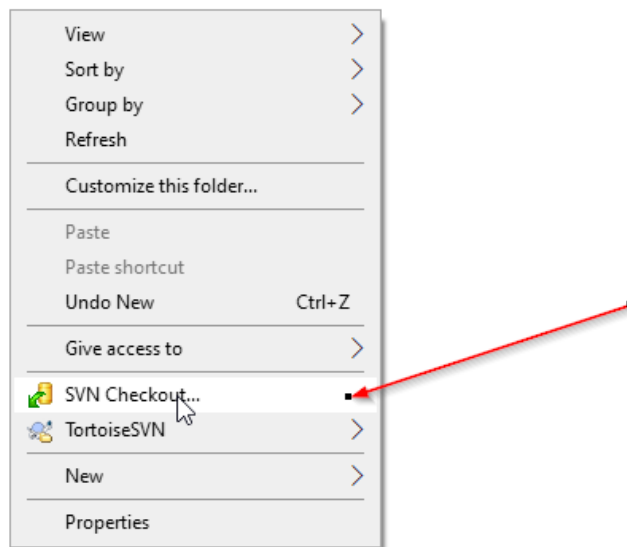 View
Sort by
Group by
Refresh
Customize this folder...
Paste
Paste shortcut
Undo New Ctrl+Z
Give access to
SVN Checkout...
TortoiseSVN
New
Properties